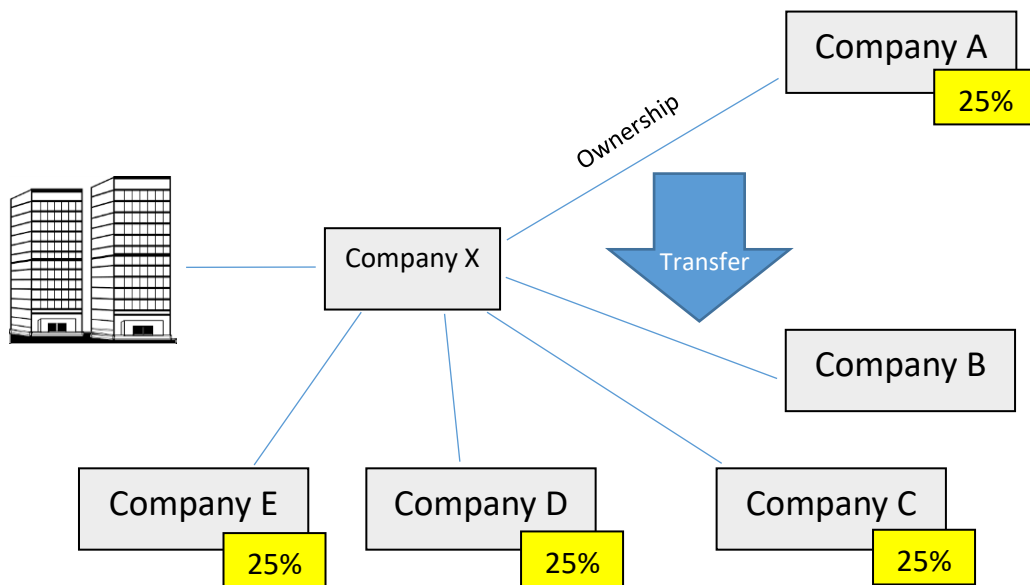 Company A
25%
Ownership
Company X
Transfer
Company B
Company E
25%
Company D
25%
Company C
25%